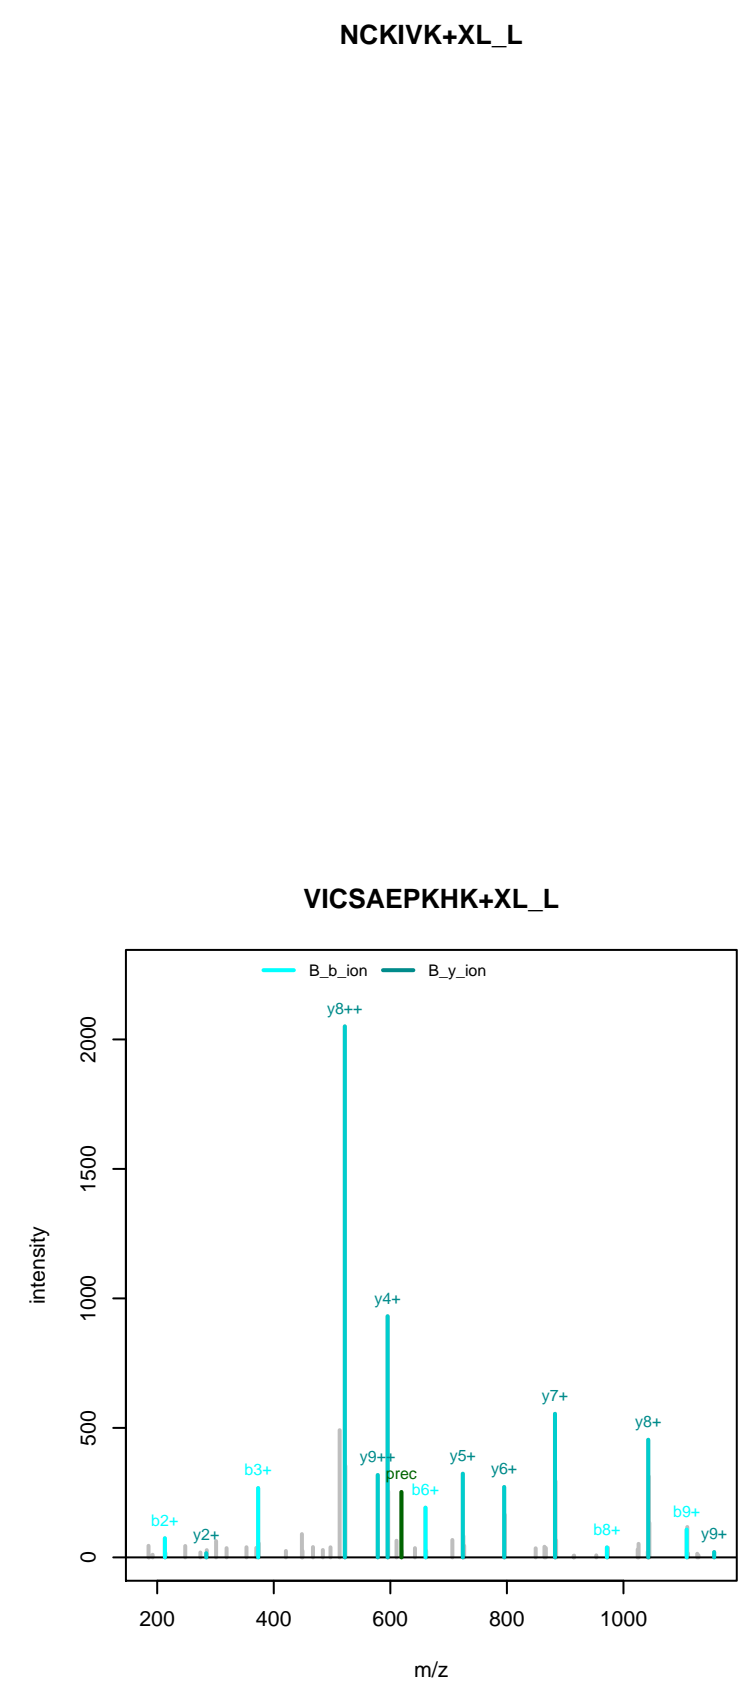 NCKIVK+XL_L
VICSAEPKHK+XL_L
B_b_ion B_y_ion
y8++
y4+
y7+
y8+
y9++ prec y5+ y6+
b3+ b6+
b2+ y2+ b8+ b9+ y9+
intensity
2000
1500
1000
500
0
200 400 600 800 1000
m/z